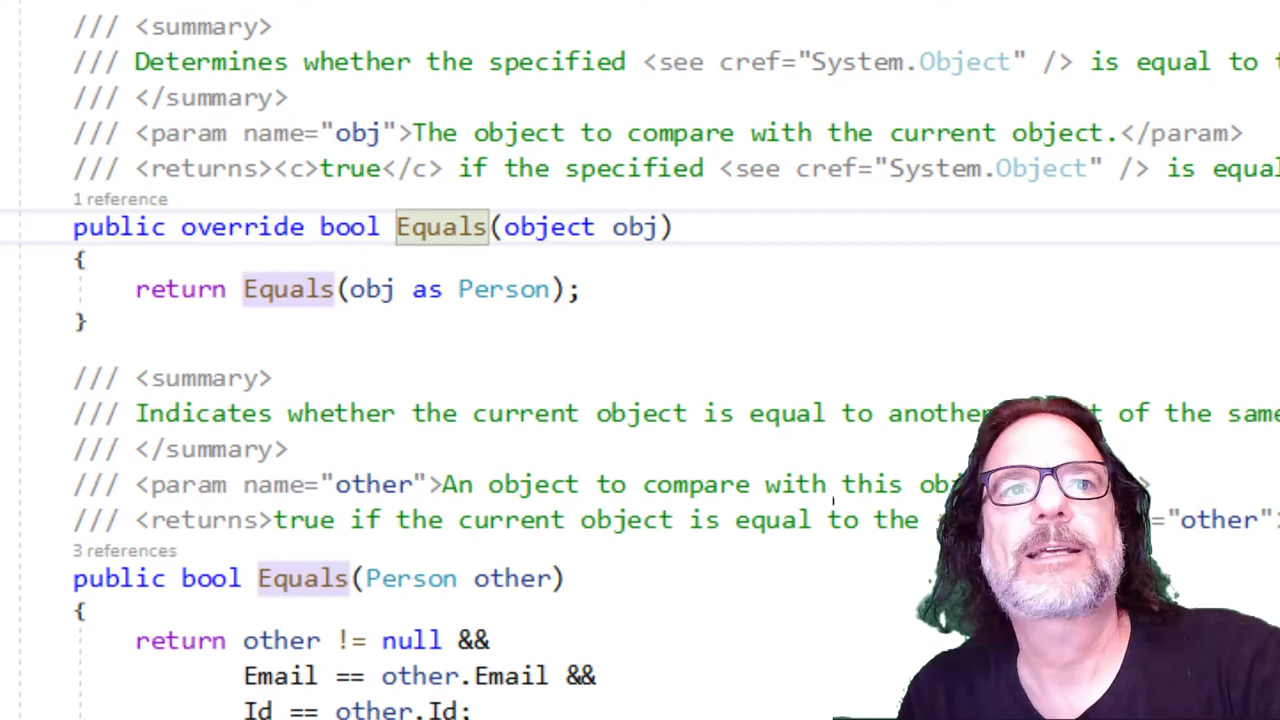 /// <summary>
/// Determines whether the specified <see cref="System.Object" /> is equal to
/// </summary>
/// <param name="obj">The object to compare with the current object.</param>
/// <returns><c>true</c> if the specified <see cref="System.Object" /> is equal
1 reference
public override bool Equals(object obj)
{
return Equals(obj as Person);
}
/// <summary>
/// Indicates whether the current object is equal to another of the same
/// </summary>
/// <param name="other">An object to compare with this
/// <returns>true if the current object is equal to the ="other"
3 references
public bool Equals(Person other)
{
return other != null &&
Email == other.Email &&
Id == other.Id;